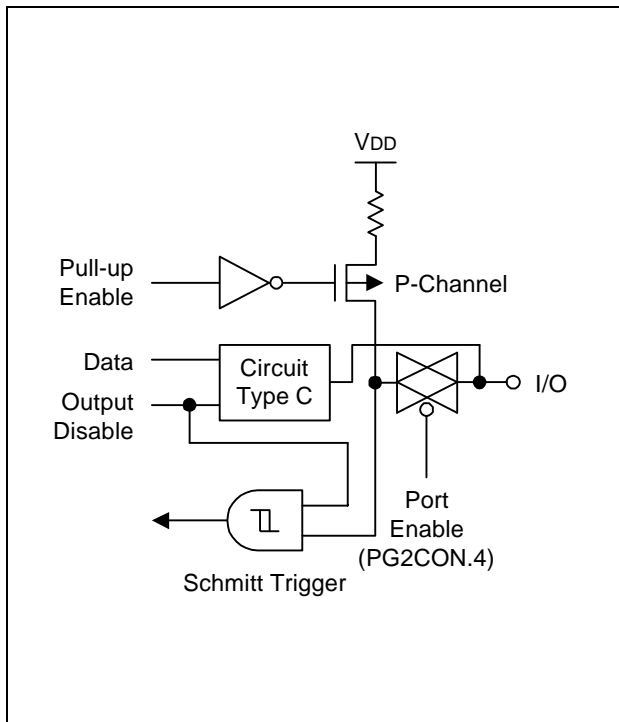 VDD
Pull-up
Enable
P-Channel
Data
Circuit
Type C
I/O
Output
Disable
Port
Enable
(PG2CON.4)
Schmitt Trigger